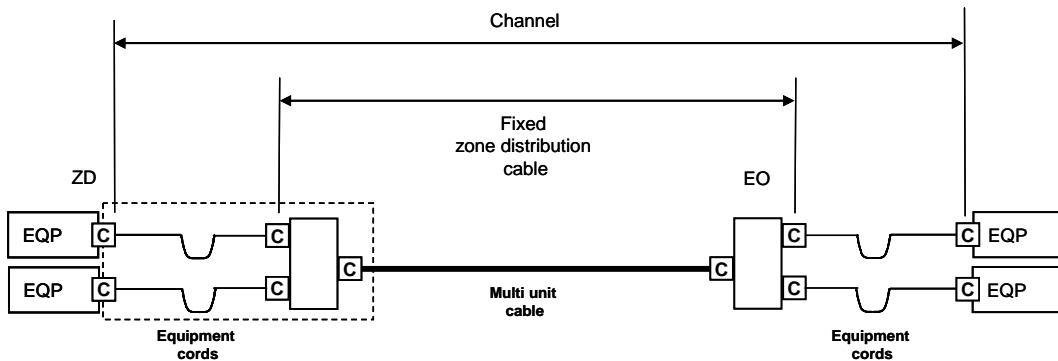 Channel
Fixed
zone distribution
cable
ZD
EO
EQP
C
C
C
C
EQP
C
C
C
C
EQP
C
C
C
C
EQP
Multi unit
cable
Equipment
cords
Equipment
cords